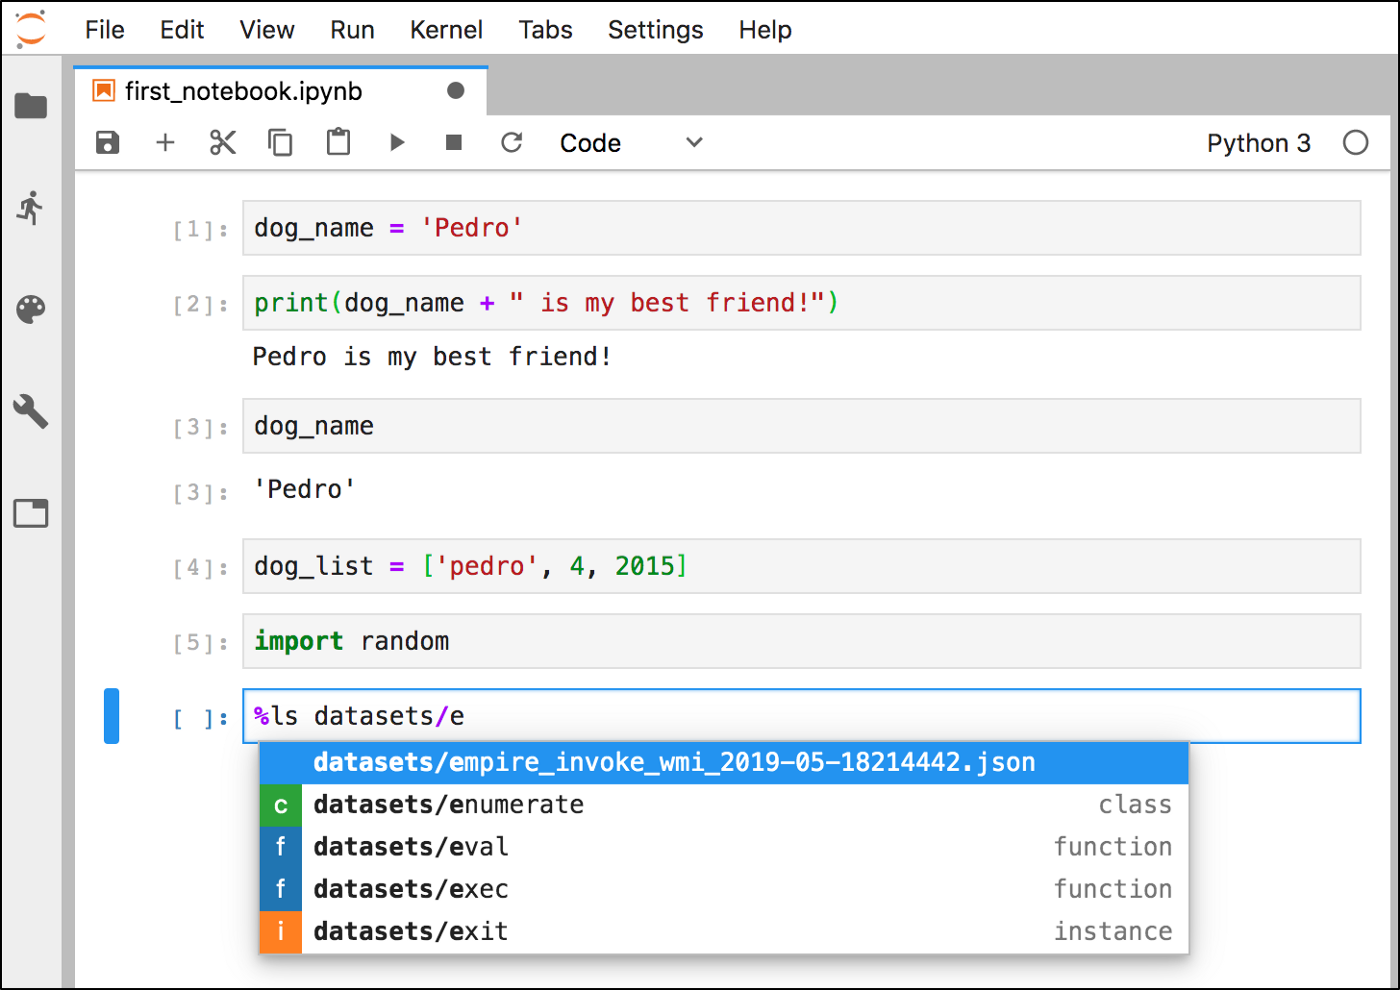 File Edit View Run Kernel Tabs Settings Help
first_notebook.ipynb
Code Python 3
[1]: dog_name = 'Pedro'
[2]: print(dog_name + " is my best friend!")
Pedro is my best friend!
[3]: dog_name
[3]: 'Pedro'
[4]: dog_list = ['pedro', 4, 2015]
[5]: import random
[ ]: %ls datasets/e
datasets/empire_invoke_wmi_2019-05-18214442.json
c datasets/enumerate class
f datasets/eval function
f datasets/exec function
i datasets/exit instance